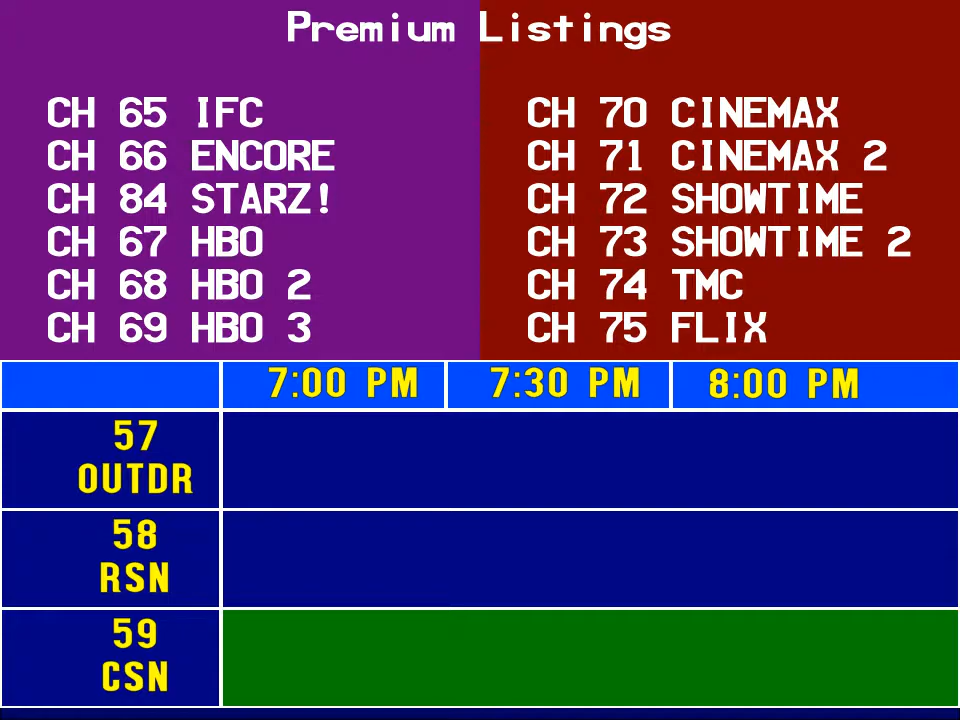 Premium Listings
CH 65 IFC
CH 66 ENCORE
CH 84 STARZ!
CH 67 HBO
CH 68 HBO 2
CH 69 HBO 3
CH 70 CINEMAX
CH 71 CINEMAX 2
CH 72 SHOWTIME
CH 73 SHOWTIME 2
CH 74 TMC
CH 75 FLIX
7:00 PM 7:30 PM 8:00 PM
57
OUTDR
58
RSN
59
CSN